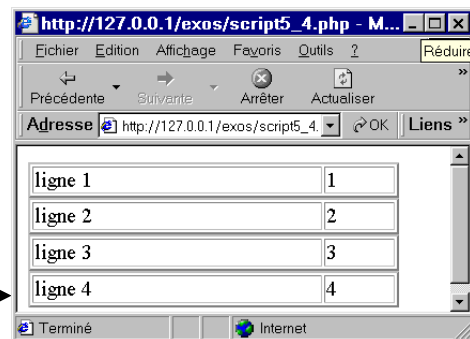 http://127.0.0.1/exos/script5_4.php - M...
Fichier Edition Affichage Favoris Outils ? Réduire
Précédente Suivante Arrêter Actualiser »
Adresse http://127.0.0.1/exos/script5_4. OK Liens »
ligne 1 1
ligne 2 2
ligne 3 3
ligne 4 4
Terminé Internet